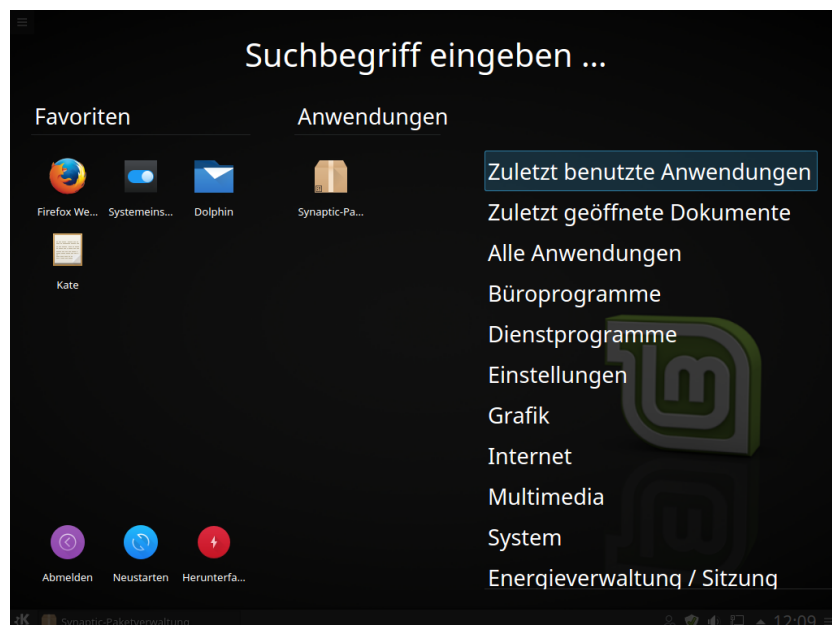 Suchbegriff eingeben ...
Favoriten
Anwendungen
Firefox We...
Systemeins...
Dolphin
Kate
Synaptic-Pa...
Zuletzt benutzte Anwendungen
Zuletzt geöffnete Dokumente
Alle Anwendungen
Büroprogramme
Dienstprogramme
Einstellungen
Grafik
Internet
Multimedia
System
Energieverwaltung / Sitzung
Abmelden
Neustarten
Herunterfa...
Synaptic-Paketverwaltung
12:09